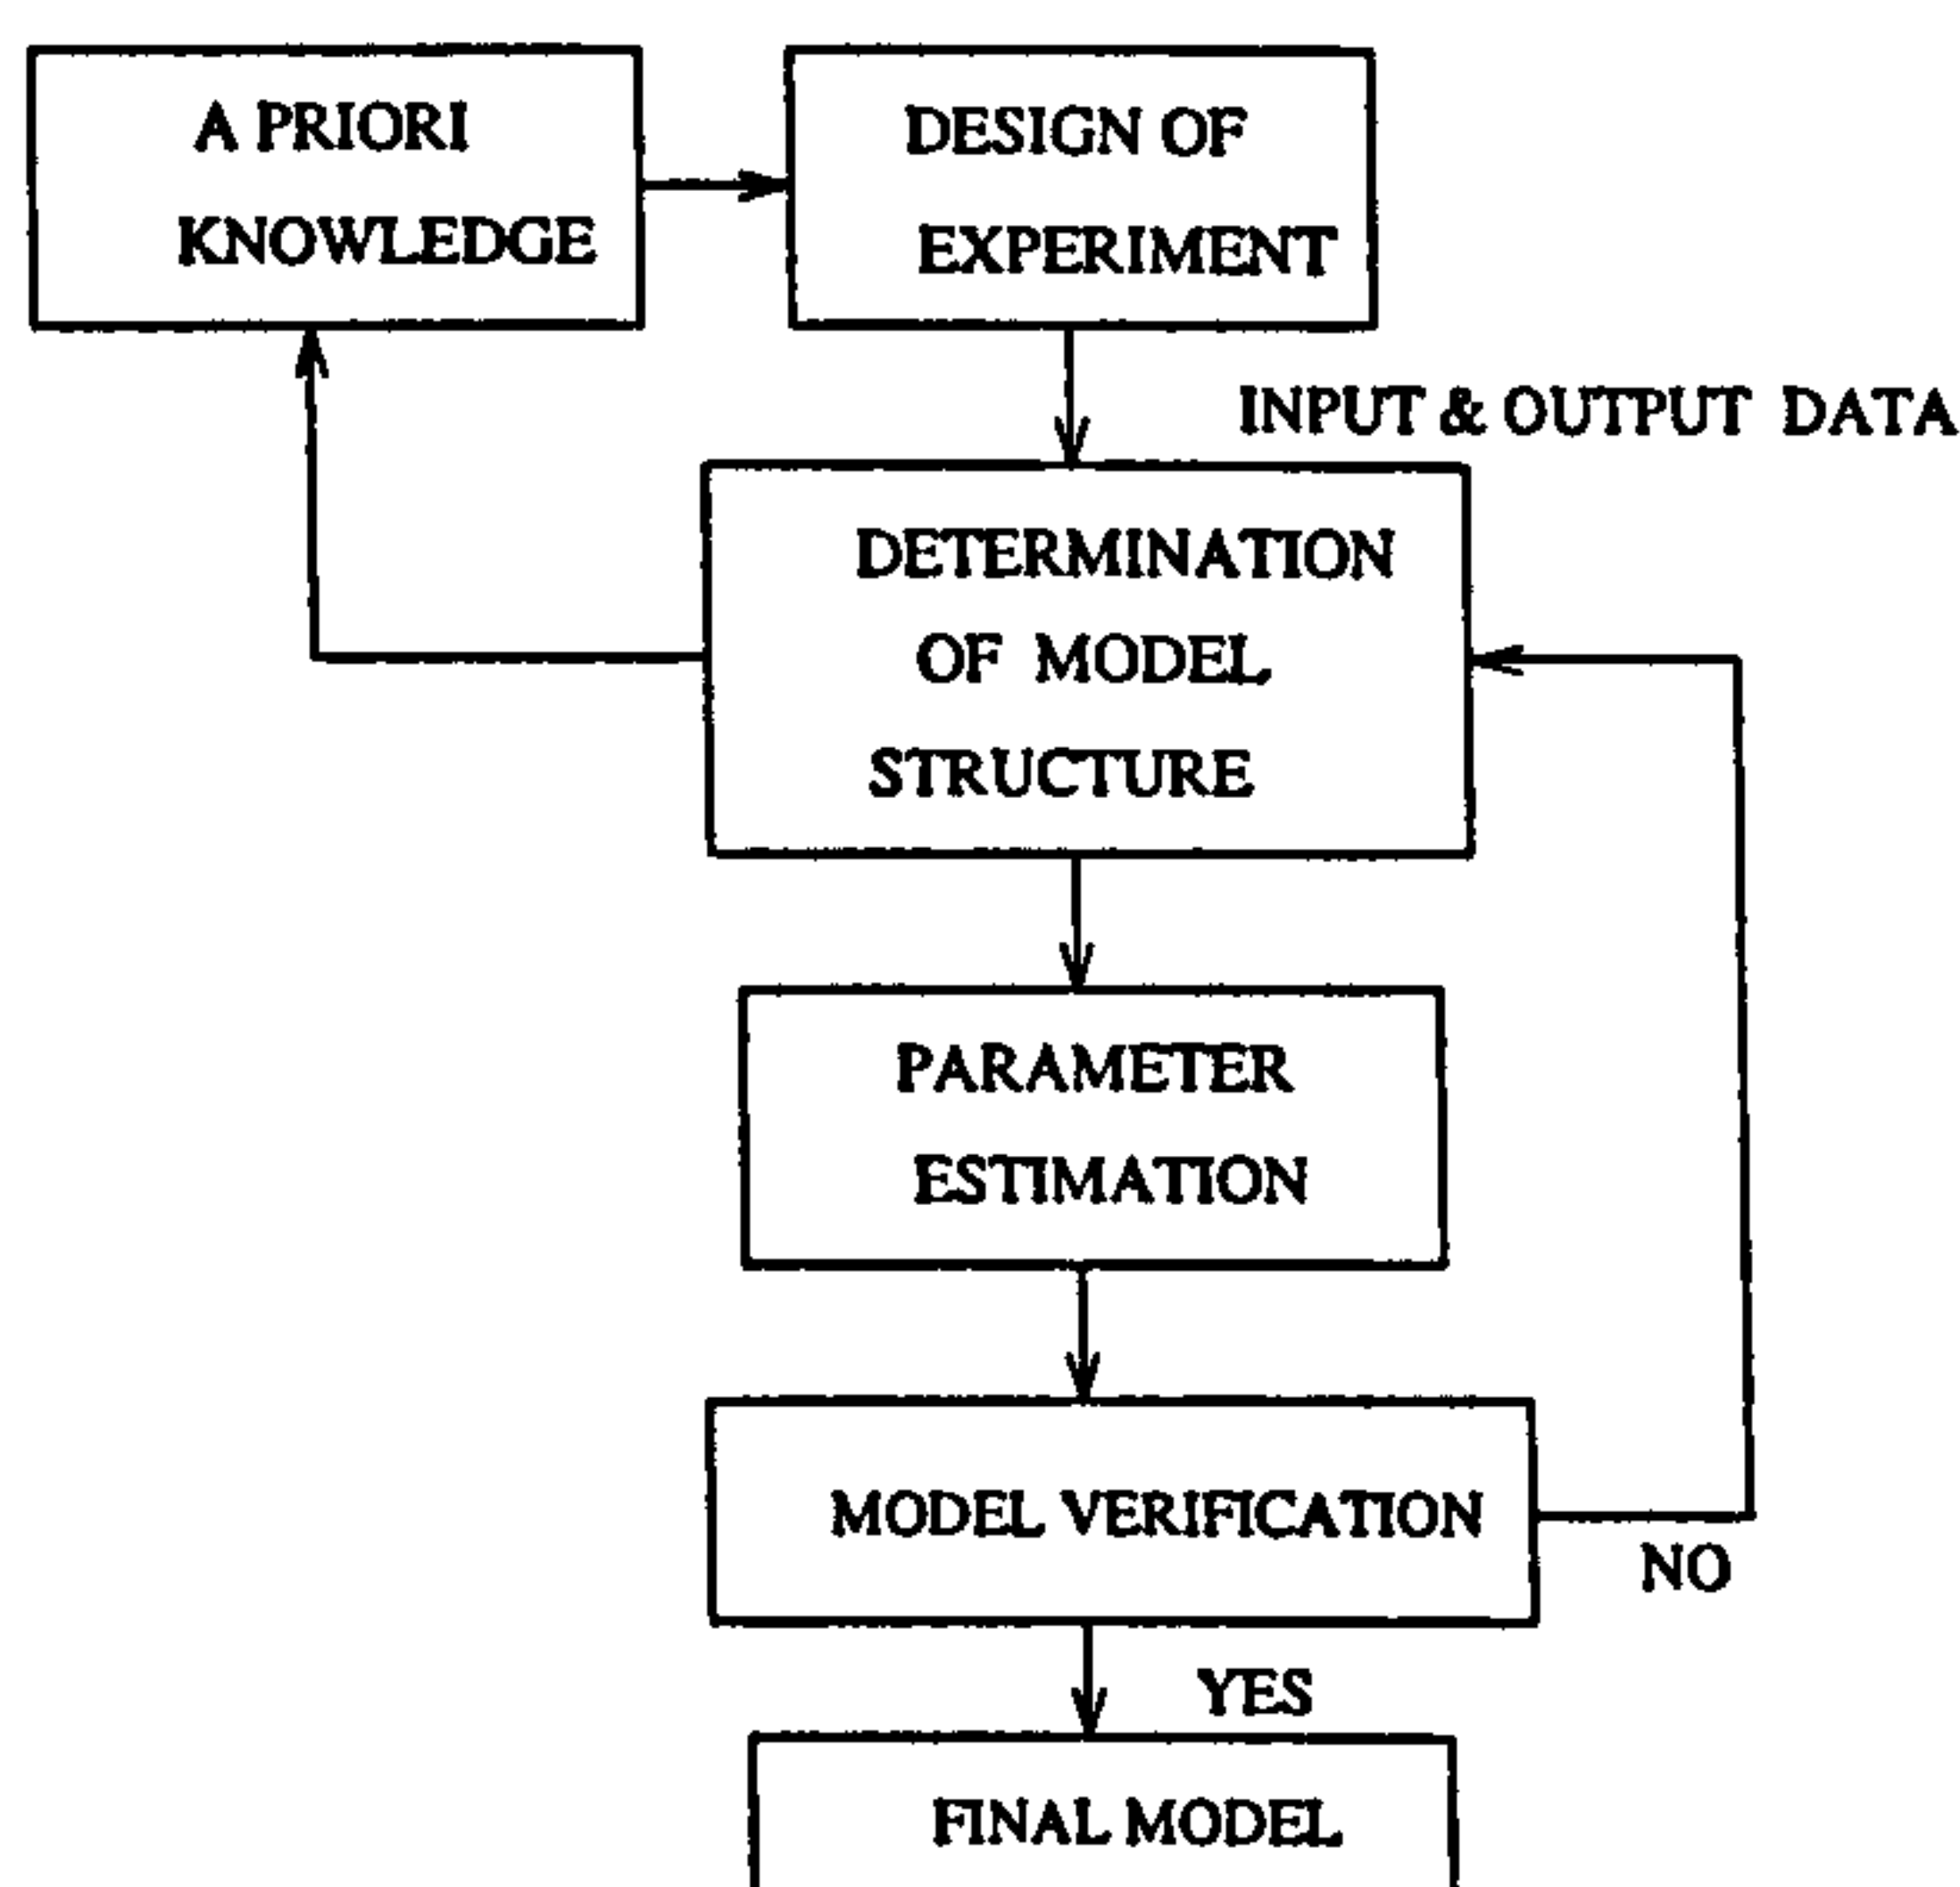 A PRIORI
KNOWLEDGE
DESIGN OF
EXPERIMENT
INPUT & OUTPUT DATA
DETERMINATION
OF MODEL
STRUCTURE
PARAMETER
ESTIMATION
MODEL VERIFICATION
NO
YES
FINAL MODEL